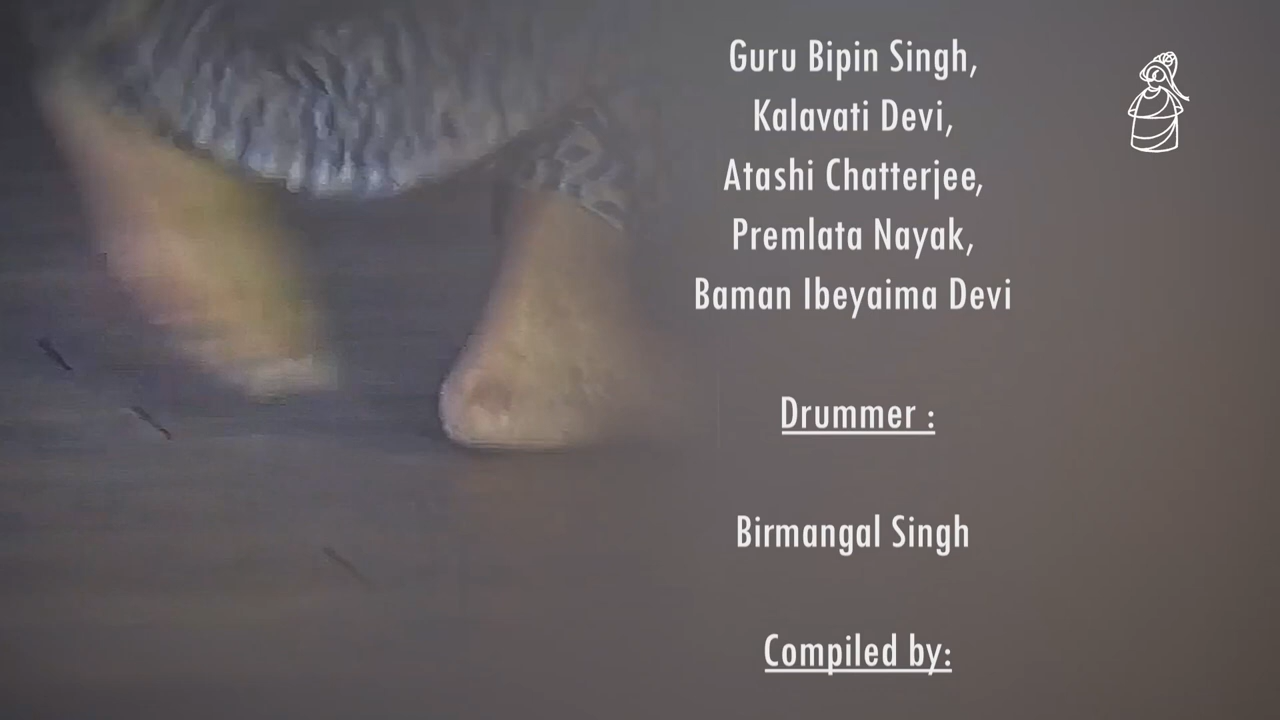 Guru Bipin Singh,
Kalavati Devi,
Atashi Chatterjee,
Premlata Nayak,
Baman Ibeyaima Devi
Drummer :
Birmangal Singh
Compiled by: